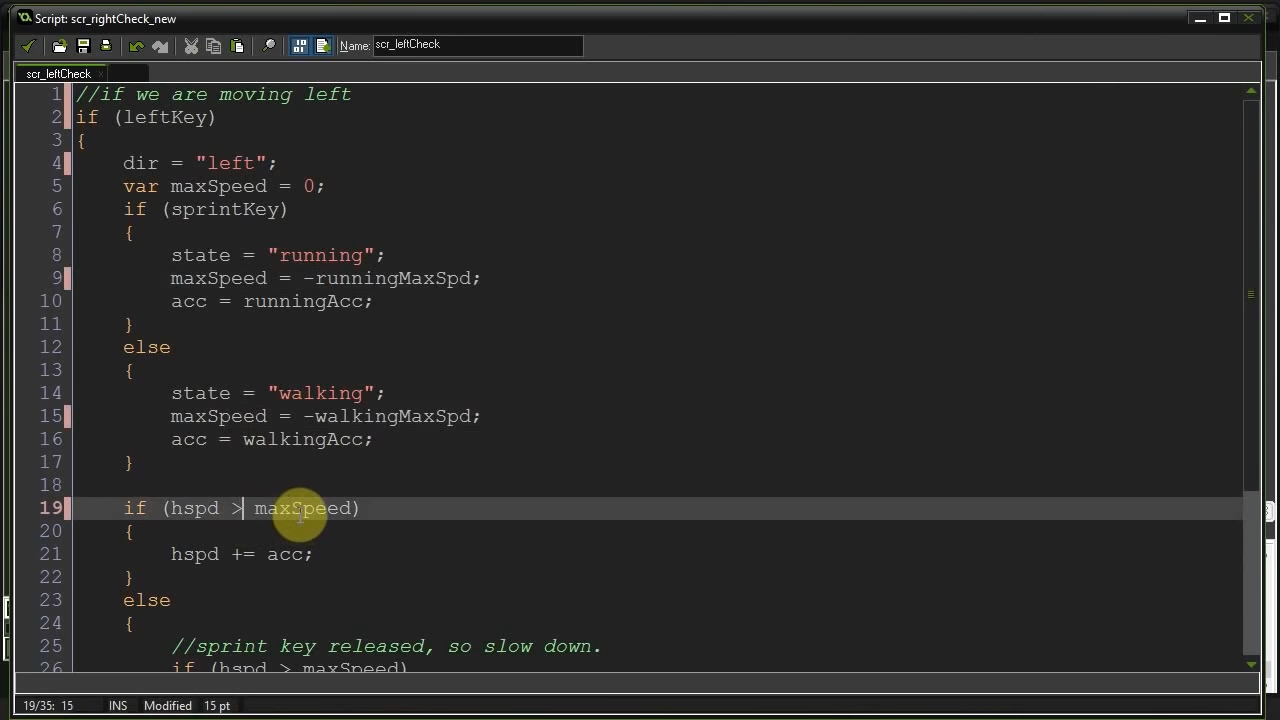 Script: scr_rightCheck_new
Name: scr_leftCheck
scr_leftCheck
1 //if we are moving left
2 if (leftKey)
3 {
4 dir = "left";
5 var maxSpeed = 0;
6 if (sprintKey)
7 {
8 state = "running";
9 maxSpeed = -runningMaxSpd;
10 acc = runningAcc;
11 }
12 else
13 {
14 state = "walking";
15 maxSpeed = -walkingMaxSpd;
16 acc = walkingAcc;
17 }
18
19 if (hspd > maxSpeed)
20 {
21 hspd += acc;
22 }
23 else
24 {
25 //sprint key released, so slow down.
26 if (hspd > maxSpeed)
19/35: 15 INS Modified 15 pt